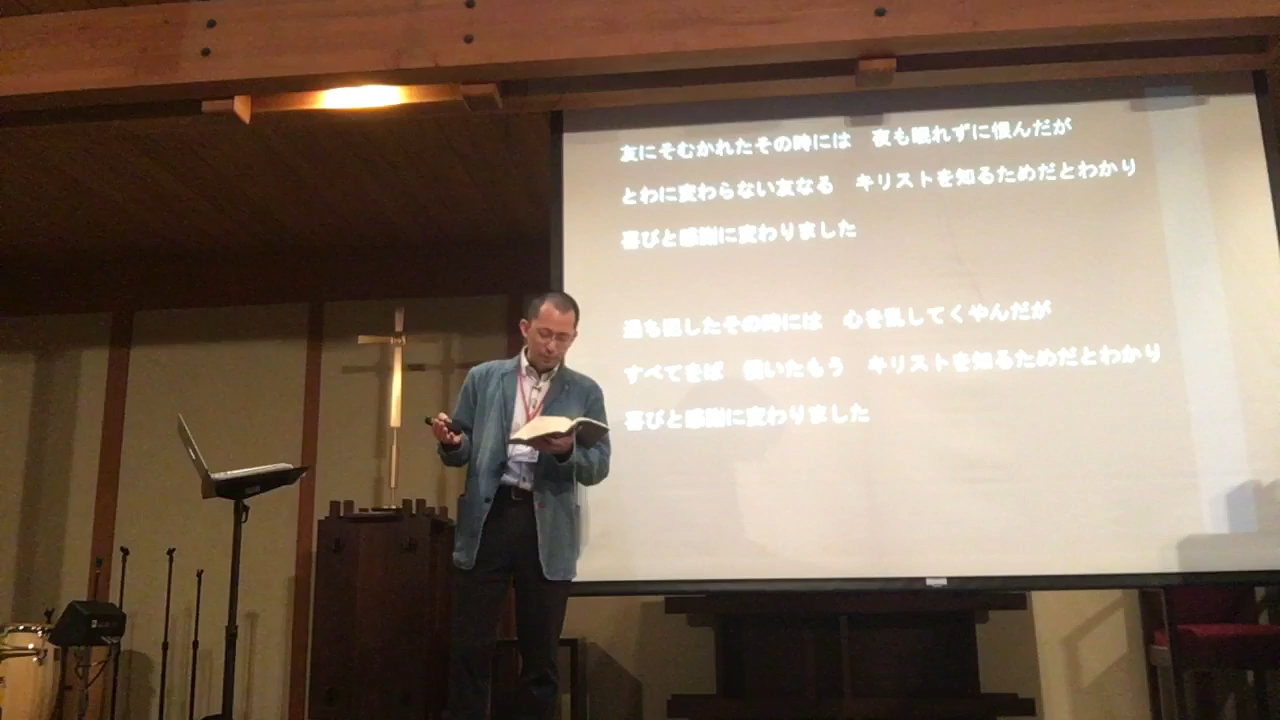 友にそむかれたその時には　夜も眠れずに恨んだが
とわに変わらない友なる　キリストを知るためだとわかり
喜びと感謝に変わりました
過ち犯したその時には　心を乱してくやんだが
すべてをば　償いたもう　キリストを知るためだとわかり
喜びと感謝に変わりました